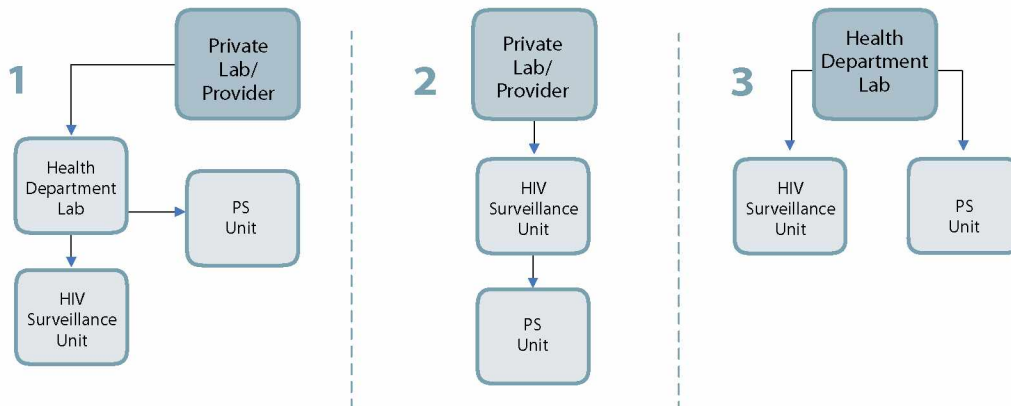 1
Private
Lab/
Provider
Health
Department
Lab
PS
Unit
HIV
Surveillance
Unit
2
Private
Lab/
Provider
HIV
Surveillance
Unit
PS
Unit
3
Health
Department
Lab
HIV
Surveillance
Unit
PS
Unit